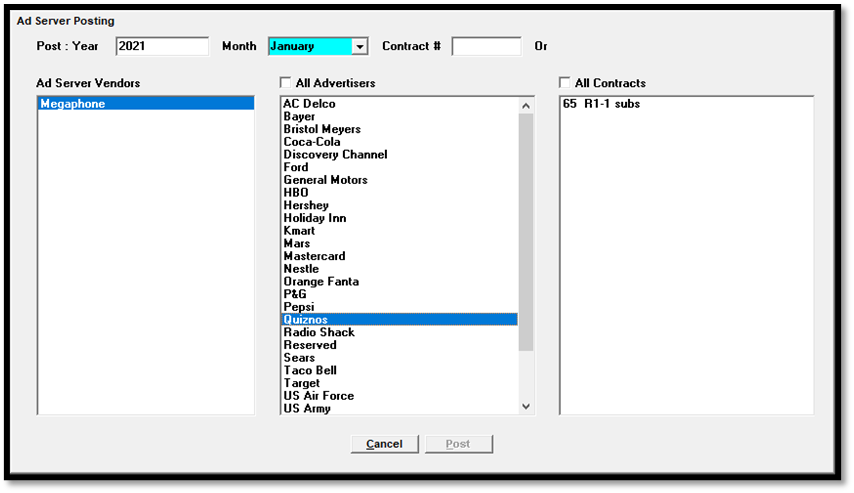 Ad Server Posting
Post : Year 2021 Month January Contract # Or
Ad Server Vendors
Megaphone
All Advertisers
AC Delco
Bayer
Bristol Meyers
Coca-Cola
Discovery Channel
Ford
General Motors
HBO
Hershey
Holiday Inn
Kmart
Mars
Mastercard
Nestle
Orange Fanta
P&G
Pepsi
Quiznos
Radio Shack
Reserved
Sears
Taco Bell
Target
US Air Force
US Army
All Contracts
65 R1-1 subs
Cancel Post